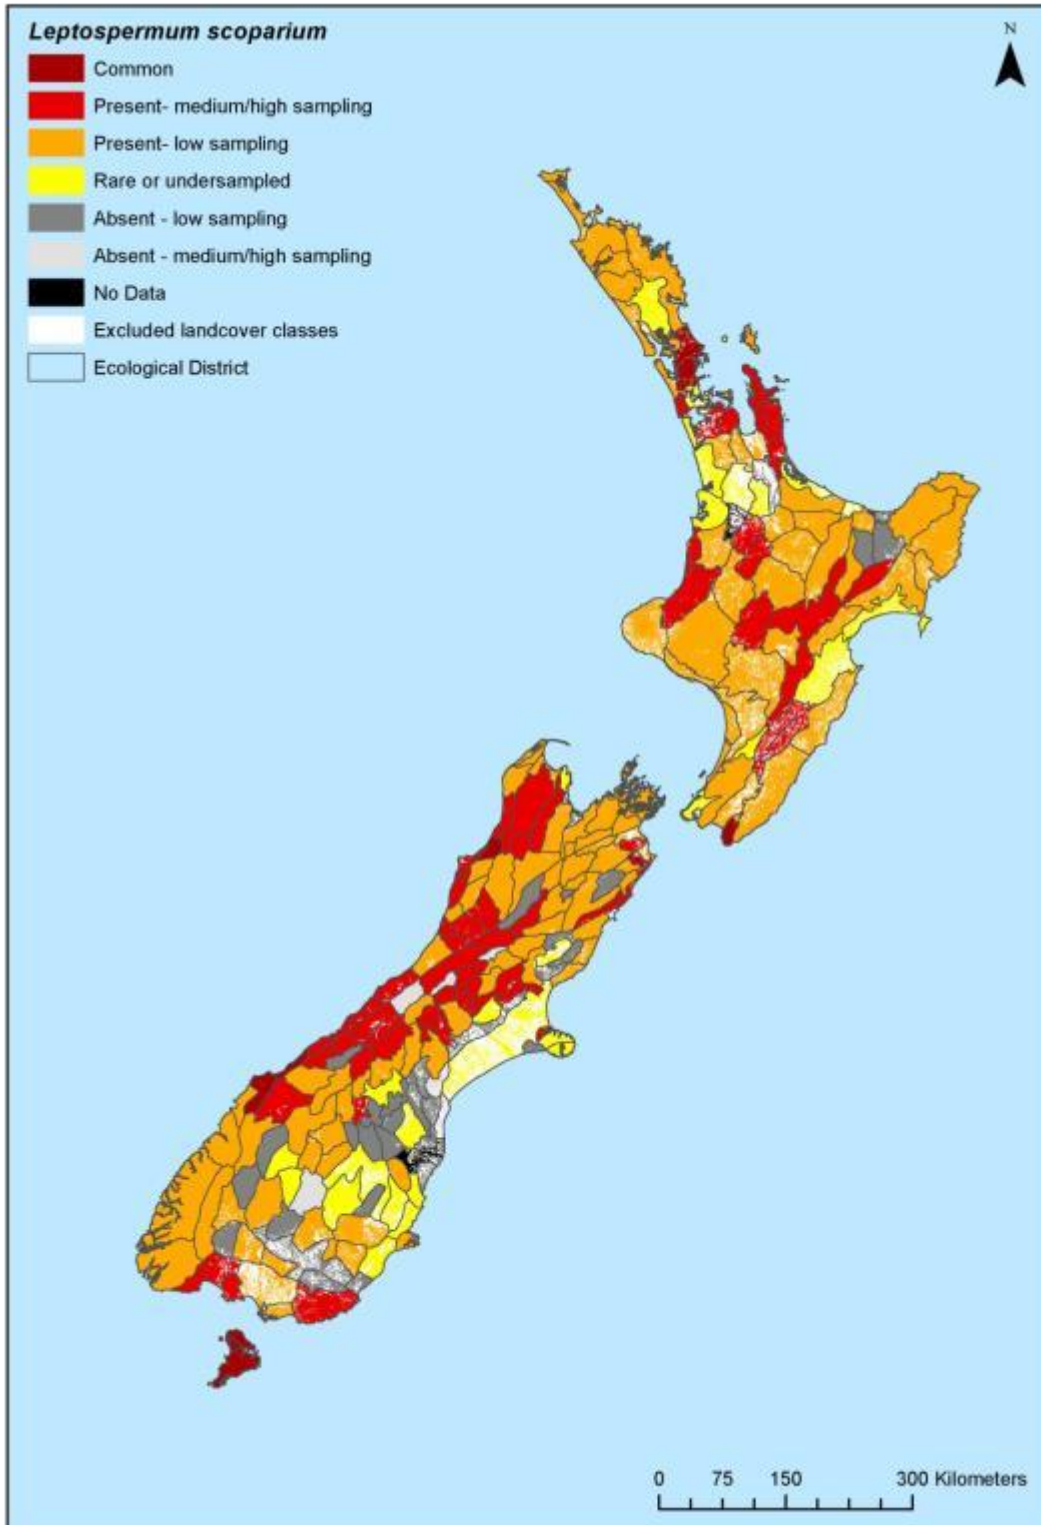 Leptospermum scoparium
Common
Present- medium/high sampling
Present- low sampling
Rare or undersampled
Absent - low sampling
Absent - medium/high sampling
No Data
Excluded landcover classes
Ecological District
N
0 75 150 300 Kilometers